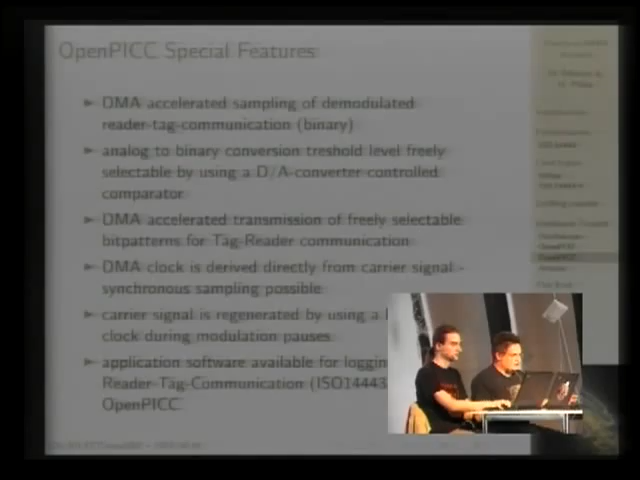 OpenPICC Special Features
DMA accelerated sampling of demodulated
reader-tag-communication (binary)
analog to binary conversion treshold level freely
selectable by using a D/A-converter controlled
comparator
DMA accelerated transmission of freely selectable
bitpatterns for Tag-Reader communication
DMA clock is derived directly from carrier signal -
synchronous sampling possible
carrier signal is regenerated by using a
clock during modulation pauses
application software available for loggin
Reader-Tag-Communication (ISO14443
OpenPICC